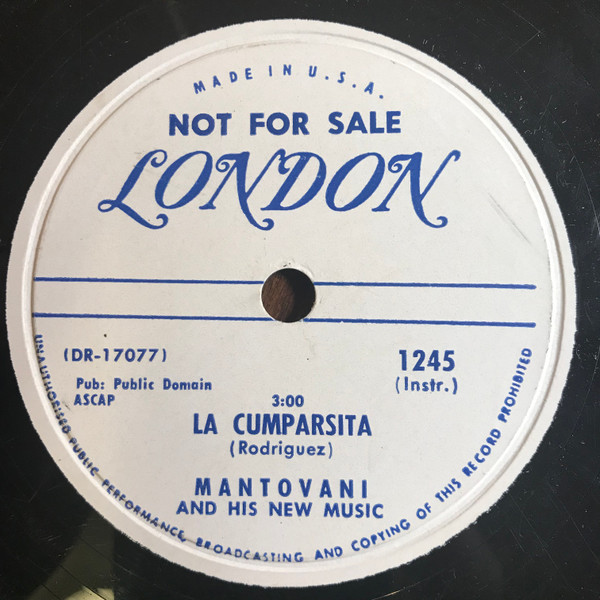 MADE IN U.S.A.
NOT FOR SALE
LONDON
(DR-17077)
1245
(Instr.)
Pub: Public Domain
ASCAP
3:00
LA CUMPARSITA
(Rodriguez)
MANTOVANI
AND HIS NEW MUSIC
UNAUTHORISED PUBLIC PERFORMANCE, BROADCASTING AND COPYING OF THIS RECORD PROHIBITED